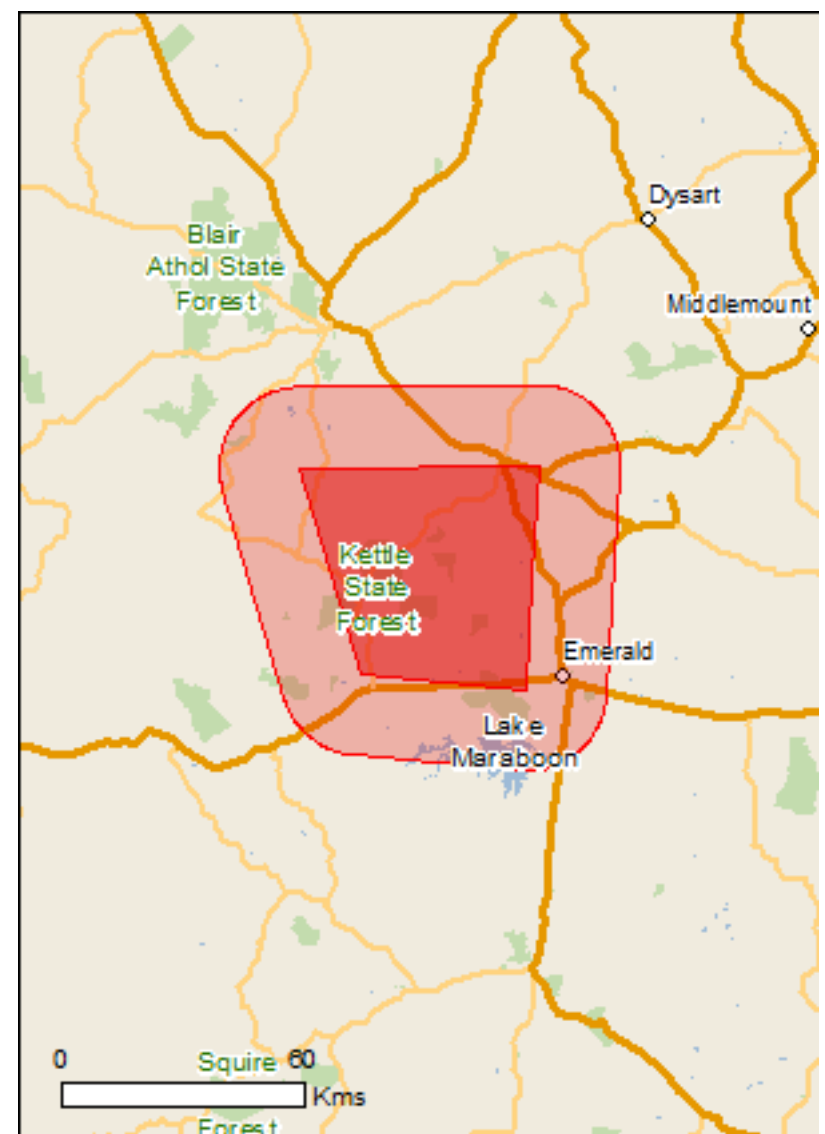 Dysart
Blair
Athol State
Forest
Middlemount
Kettle
State
Forest
Emerald
Lake
Maraboon
0
60
Squire
Kms
Forest